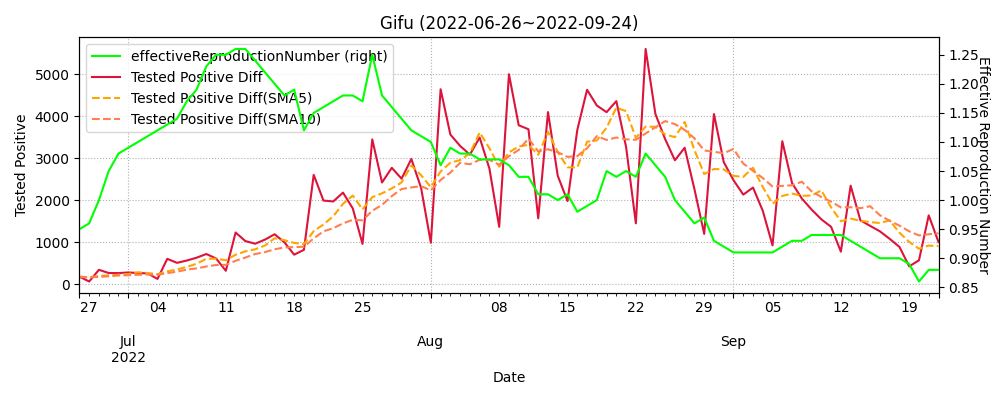 Gifu (2022-06-26~2022-09-24)
effectiveReproductionNumber (right)
Tested Positive Diff
Tested Positive Diff(SMA5)
Tested Positive Diff(SMA10)
Tested Positive
5000
4000
3000
2000
1000
0
1.25
1.20
1.15
1.10
1.05
1.00
0.95
0.90
0.85
Effective Reproduction Number
27 04 11 18 25 08 15 22 29 05 12 19
Jul Aug Sep
2022
Date